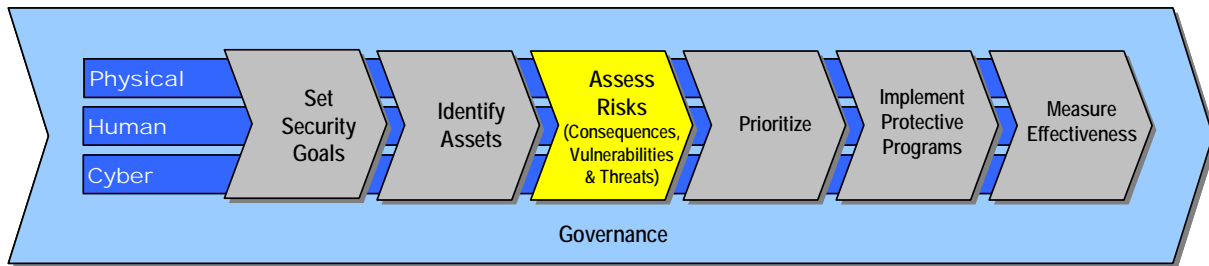 Physical
Human
Cyber
Set
Security
Goals
Identify
Assets
Assess
Risks
(Consequences,
Vulnerabilities
& Threats)
Prioritize
Implement
Protective
Programs
Measure
Effectiveness
Governance